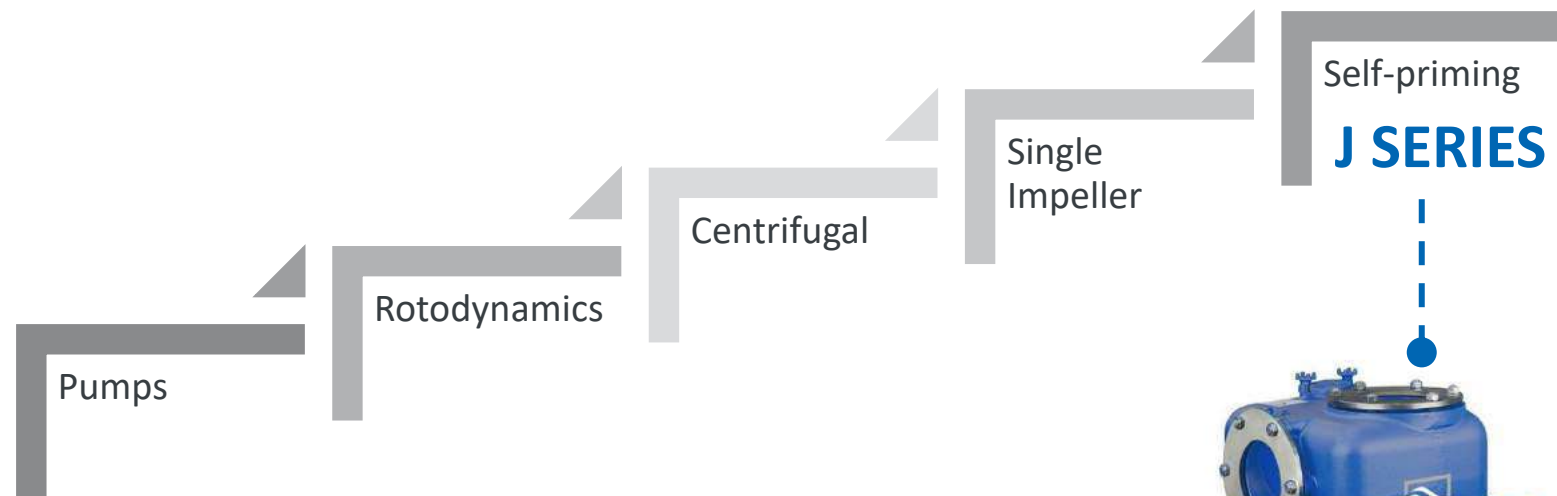 Pumps
Rotodynamics
Centrifugal
Single
Impeller
Self-priming
J SERIES